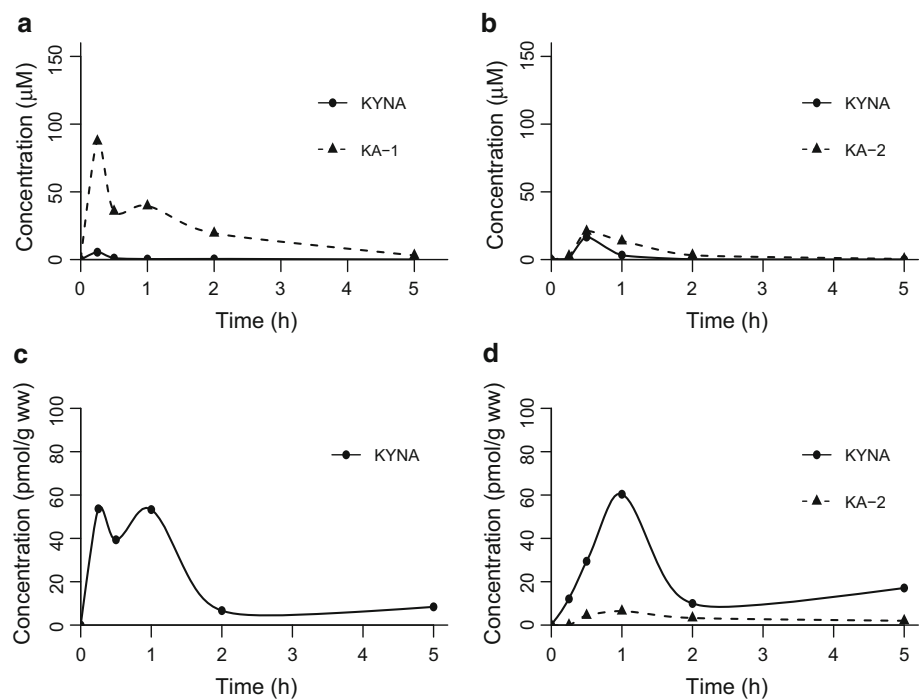 a
Concentration (µM)
150
100
50
0
KYNA
KA−1
0 1 2 3 4 5
Time (h)
b
Concentration (µM)
150
100
50
0
KYNA
KA−2
0 1 2 3 4 5
Time (h)
c
Concentration (pmol/g ww)
100
80
60
40
20
0
KYNA
0 1 2 3 4 5
Time (h)
d
Concentration (pmol/g ww)
100
80
60
40
20
0
KYNA
KA−2
0 1 2 3 4 5
Time (h)